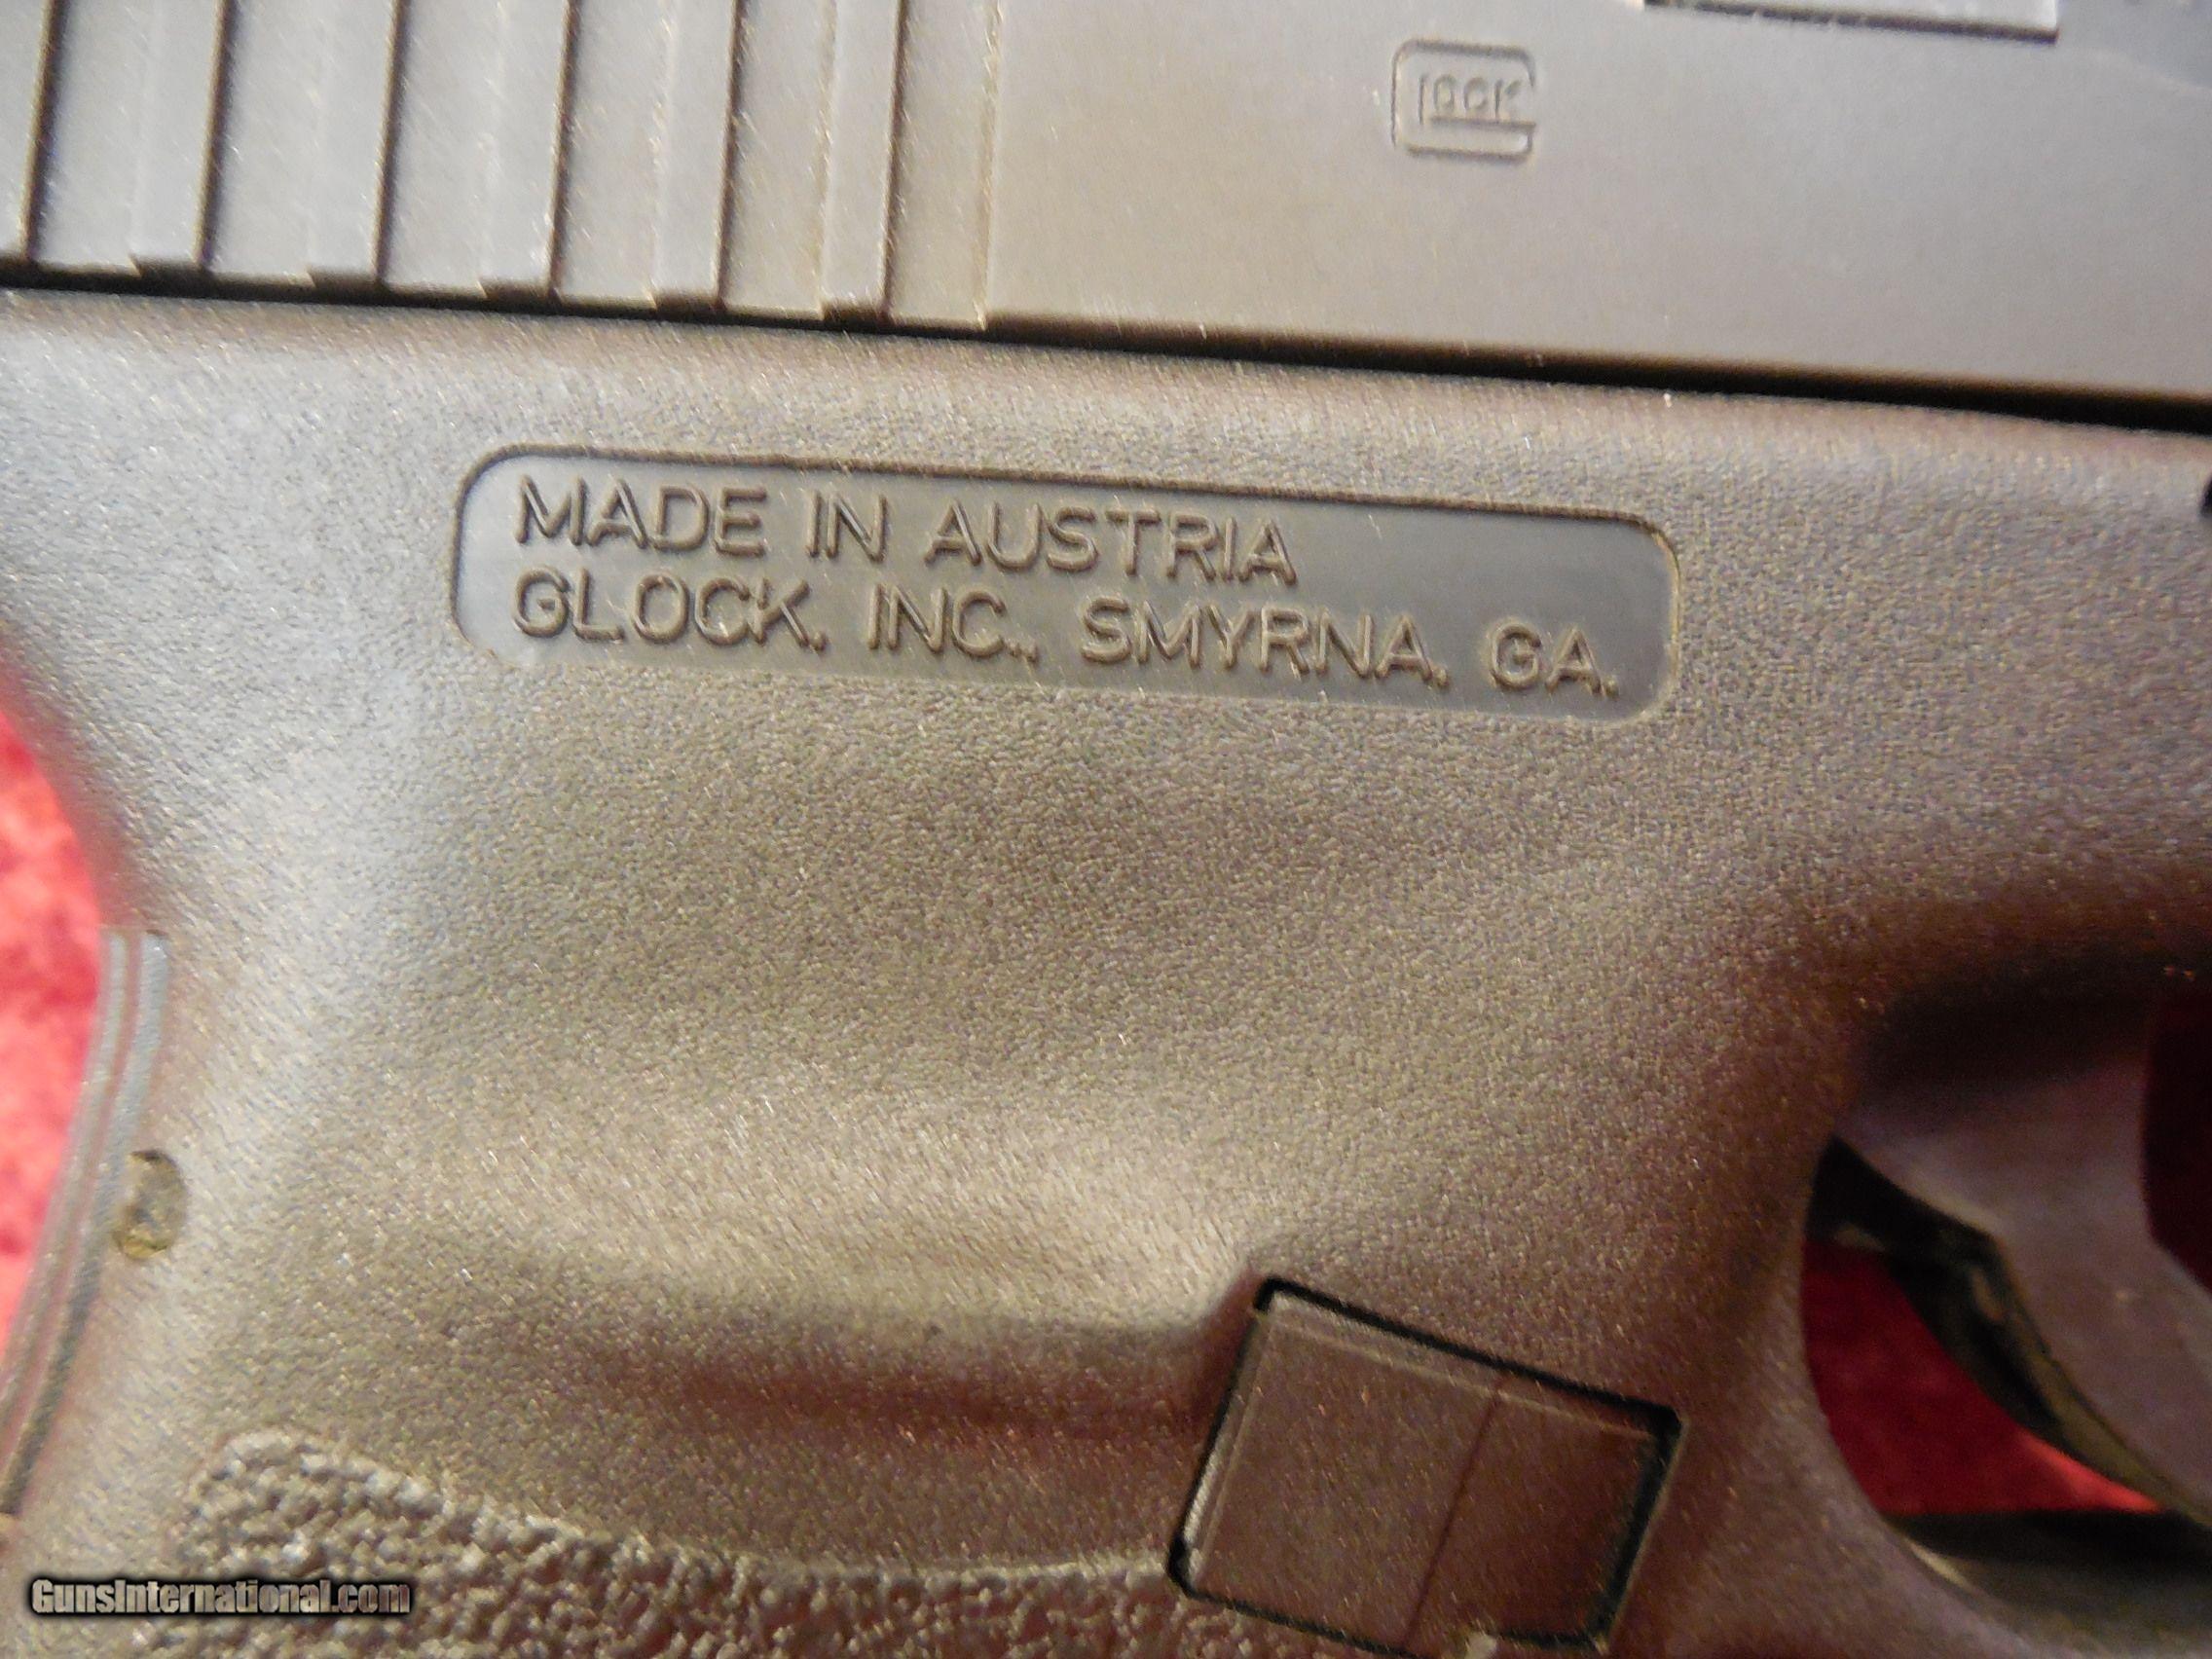 GLOCK
MADE IN AUSTRIA
GLOCK, INC., SMYRNA, GA.
GunsInternational.com